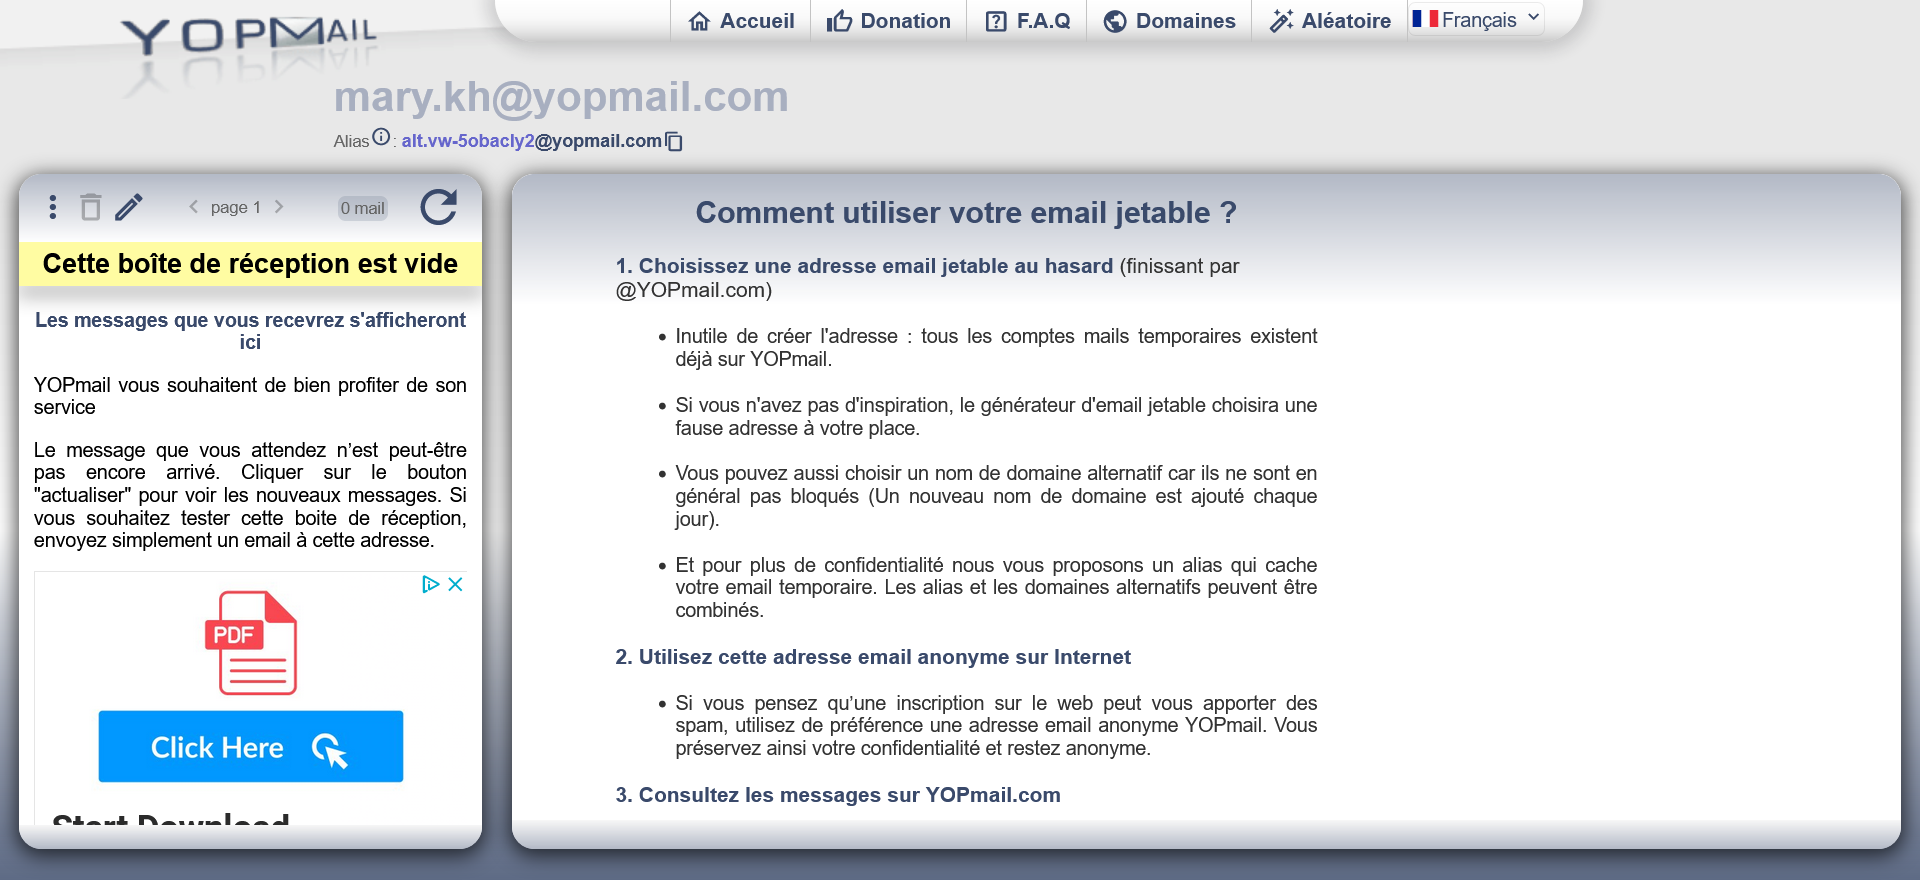 YOPMAIL
Accueil
Donation
F.A.Q
Domaines
Aléatoire
Français
mary.kh@yopmail.com
Alias : alt.vw-5obacly2@yopmail.com
page 1
0 mail
Cette boîte de réception est vide
Les messages que vous recevrez s'afficheront
ici
YOPmail vous souhaitent de bien profiter de son
service
Le message que vous attendez n’est peut-être
pas encore arrivé. Cliquer sur le bouton
"actualiser" pour voir les nouveaux messages. Si
vous souhaitez tester cette boite de réception,
envoyez simplement un email à cette adresse.
PDF
Click Here
Start Download
Comment utiliser votre email jetable ?
1. Choisissez une adresse email jetable au hasard (finissant par
@YOPmail.com)
• Inutile de créer l'adresse : tous les comptes mails temporaires existent
déjà sur YOPmail.
• Si vous n'avez pas d'inspiration, le générateur d'email jetable choisira une
fause adresse à votre place.
• Vous pouvez aussi choisir un nom de domaine alternatif car ils ne sont en
général pas bloqués (Un nouveau nom de domaine est ajouté chaque
jour).
• Et pour plus de confidentialité nous vous proposons un alias qui cache
votre email temporaire. Les alias et les domaines alternatifs peuvent être
combinés.
2. Utilisez cette adresse email anonyme sur Internet
• Si vous pensez qu’une inscription sur le web peut vous apporter des
spam, utilisez de préférence une adresse email anonyme YOPmail. Vous
préservez ainsi votre confidentialité et restez anonyme.
3. Consultez les messages sur YOPmail.com